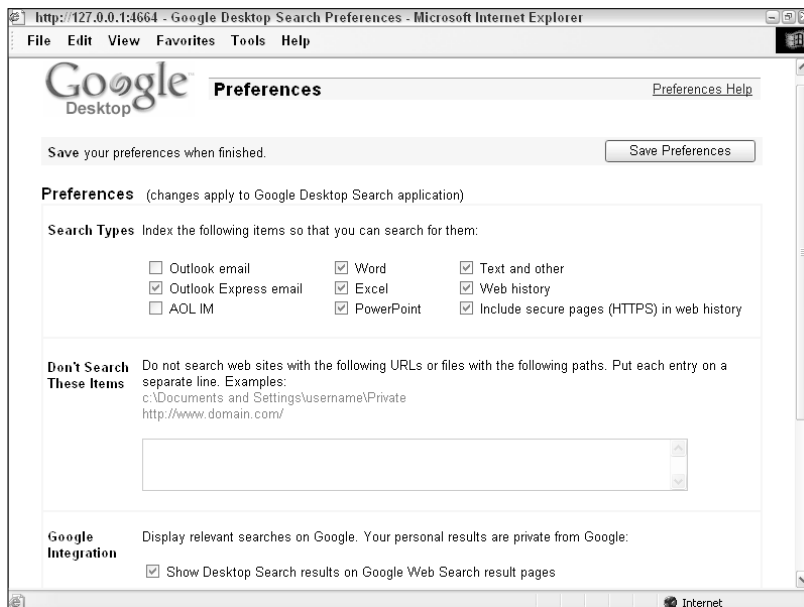 http://127.0.0.1:4664 - Google Desktop Search Preferences - Microsoft Internet Explorer
File Edit View Favorites Tools Help
Google
Desktop
Preferences
Preferences Help
Save your preferences when finished.
Save Preferences
Preferences (changes apply to Google Desktop Search application)
Search Types Index the following items so that you can search for them:
Outlook email Word Text and other
Outlook Express email Excel Web history
AOL IM PowerPoint Include secure pages (HTTPS) in web history
Don't Search These Items
Do not search web sites with the following URLs or files with the following paths. Put each entry on a
separate line. Examples:
c:\Documents and Settings\username\Private
http://www.domain.com/
Google Integration
Display relevant searches on Google. Your personal results are private from Google:
Show Desktop Search results on Google Web Search result pages
Internet